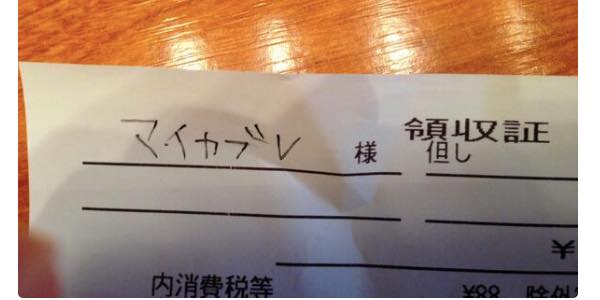 マイカブレ 様 領収証
但し
¥
内消費税等